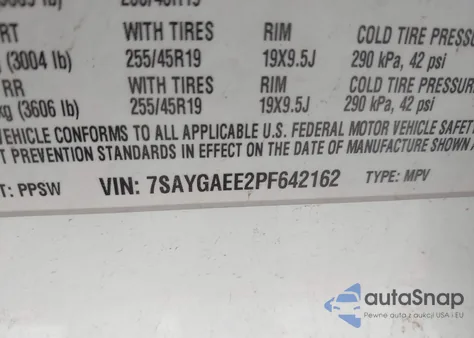 RT WITH TIRES RIM COLD TIRE PRESSU
(3004 lb) 255/45R19 19X9.5J 290 kPa, 42 psi
RR WITH TIRES RIM COLD TIRE PRESSUR
kg (3606 lb) 255/45R19 19X9.5J 290 kPa, 42 psi
VEHICLE CONFORMS TO ALL APPLICABLE U.S. FEDERAL MOTOR VEHICLE SAFET
T PREVENTION STANDARDS IN EFFECT ON THE DATE OF MANUFACTURE SHOWN
T: PPSW VIN: 7SAYGAEE2PF642162 TYPE: MPV
autaSnap
Pewne auta z aukcji USA i EU